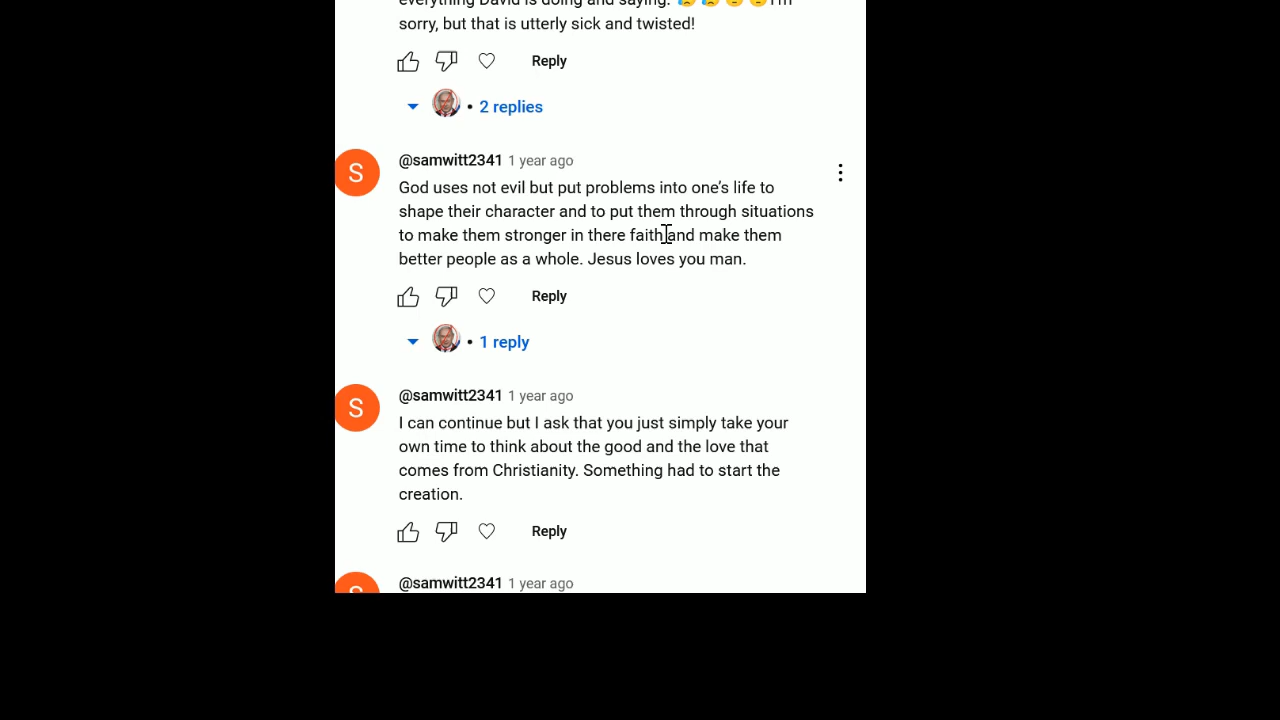 everything David is doing and saying. 😥😥😔😔I'm
sorry, but that is utterly sick and twisted!
Reply
• 2 replies
S
@samwitt2341 1 year ago
God uses not evil but put problems into one's life to
shape their character and to put them through situations
to make them stronger in there faith and make them
better people as a whole. Jesus loves you man.
Reply
• 1 reply
S
@samwitt2341 1 year ago
I can continue but I ask that you just simply take your
own time to think about the good and the love that
comes from Christianity. Something had to start the
creation.
Reply
S
@samwitt2341 1 year ago